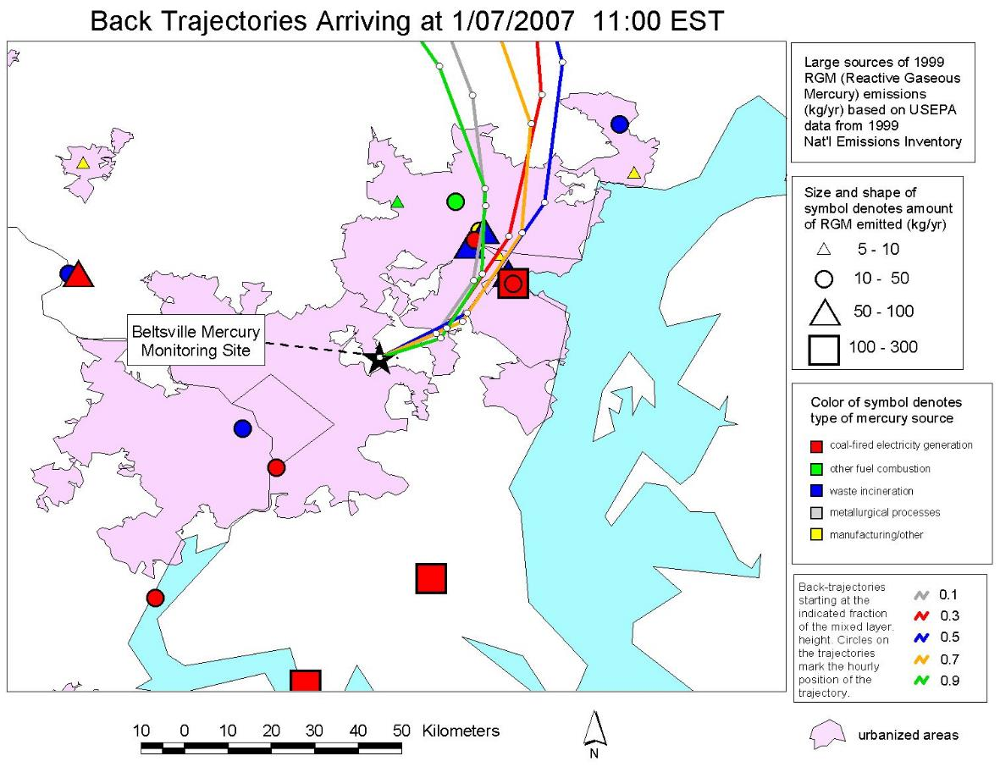 Back Trajectories Arriving at 1/07/2007 11:00 EST
Large sources of 1999
RGM (Reactive Gaseous
Mercury) emissions
(kg/yr) based on USEPA
data from 1999
Nat'l Emissions Inventory
Size and shape of
symbol denotes amount
of RGM emitted (kg/yr)
5 - 10
10 - 50
50 - 100
100 - 300
Beltsville Mercury
Monitoring Site
Color of symbol denotes
type of mercury source
coal-fired electricity generation
other fuel combustion
waste incineration
metallurgical processes
manufacturing/other
Back-trajectories
starting at the
indicated fraction
of the mixed layer.
height. Circles on
the trajectories
mark the hourly
position of the
trajectory.
0.1
0.3
0.5
0.7
0.9
10 0 10 20 30 40 50 Kilometers
N
urbanized areas